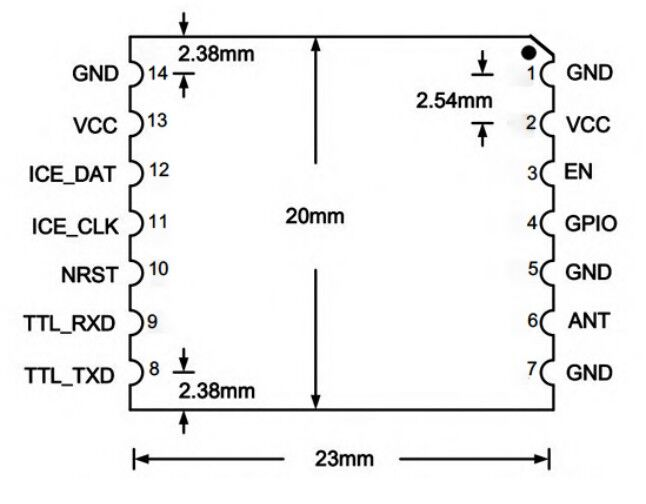 2.38mm
GND 14 1 GND
2.54mm
VCC 13 2 VCC
ICE_DAT 12 3 EN
20mm
ICE_CLK 11 4 GPIO
NRST 10 5 GND
TTL_RXD 9 6 ANT
TTL_TXD 8 7 GND
2.38mm
23mm